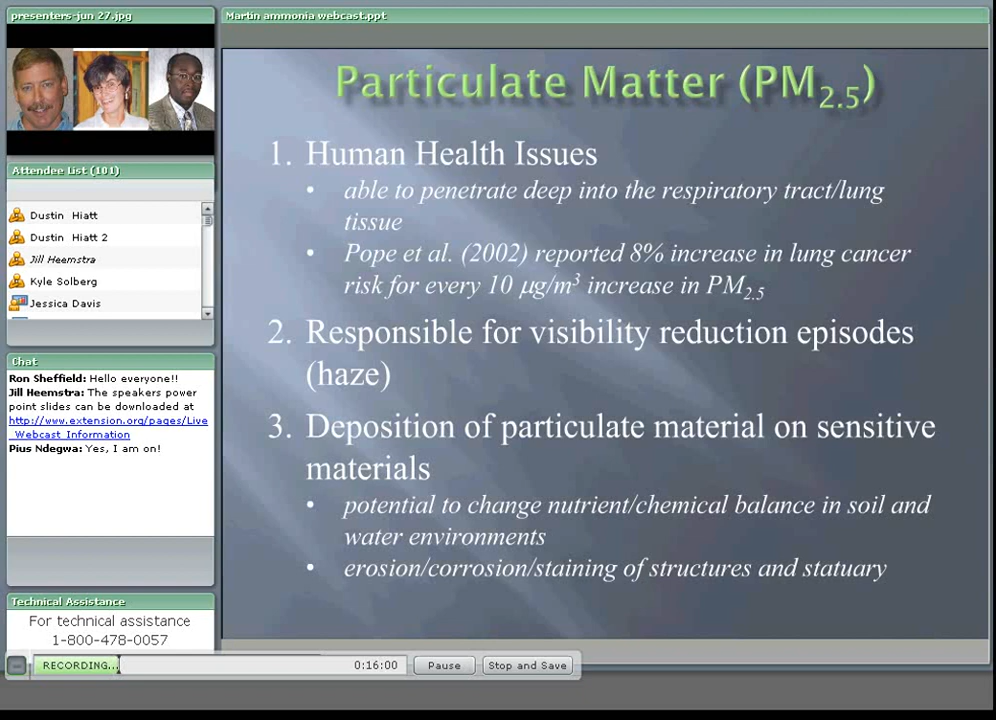 presenters-jun 27.jpg
Attendee List (101)
Dustin Hiatt
Dustin Hiatt 2
Jill Heemstra
Kyle Solberg
Jessica Davis
Chat
Ron Sheffield: Hello everyone!!
Jill Heemstra: The speakers power
point slides can be downloaded at
http://www.extension.org/pages/Live
_Webcast_Information
Pius Ndegwa: Yes, I am on!
Technical Assistance
For technical assistance
1-800-478-0057
Martin ammonia webcast.ppt
Particulate Matter (PM2.5)
1. Human Health Issues
• able to penetrate deep into the respiratory tract/lung
tissue
• Pope et al. (2002) reported 8% increase in lung cancer
risk for every 10 μg/m³ increase in PM2.5
2. Responsible for visibility reduction episodes
(haze)
3. Deposition of particulate material on sensitive
materials
• potential to change nutrient/chemical balance in soil and
water environments
• erosion/corrosion/staining of structures and statuary
RECORDING...
0:16:00
Pause
Stop and Save